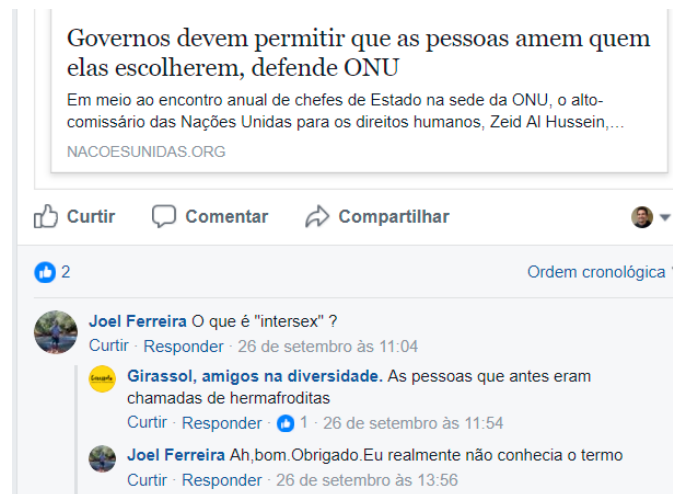 Governos devem permitir que as pessoas amem quem
elas escolherem, defende ONU
Em meio ao encontro anual de chefes de Estado na sede da ONU, o alto-
comissário das Nações Unidas para os direitos humanos, Zeid Al Hussein,...
NACOESUNIDAS.ORG
Curtir Comentar Compartilhar
2 Ordem cronológica
Joel Ferreira O que é "intersex" ?
Curtir · Responder · 26 de setembro às 11:04
Girassol, amigos na diversidade. As pessoas que antes eram
chamadas de hermafroditas
Curtir · Responder · 1 · 26 de setembro às 11:54
Joel Ferreira Ah,bom.Obrigado.Eu realmente não conhecia o termo
Curtir · Responder · 26 de setembro às 13:56